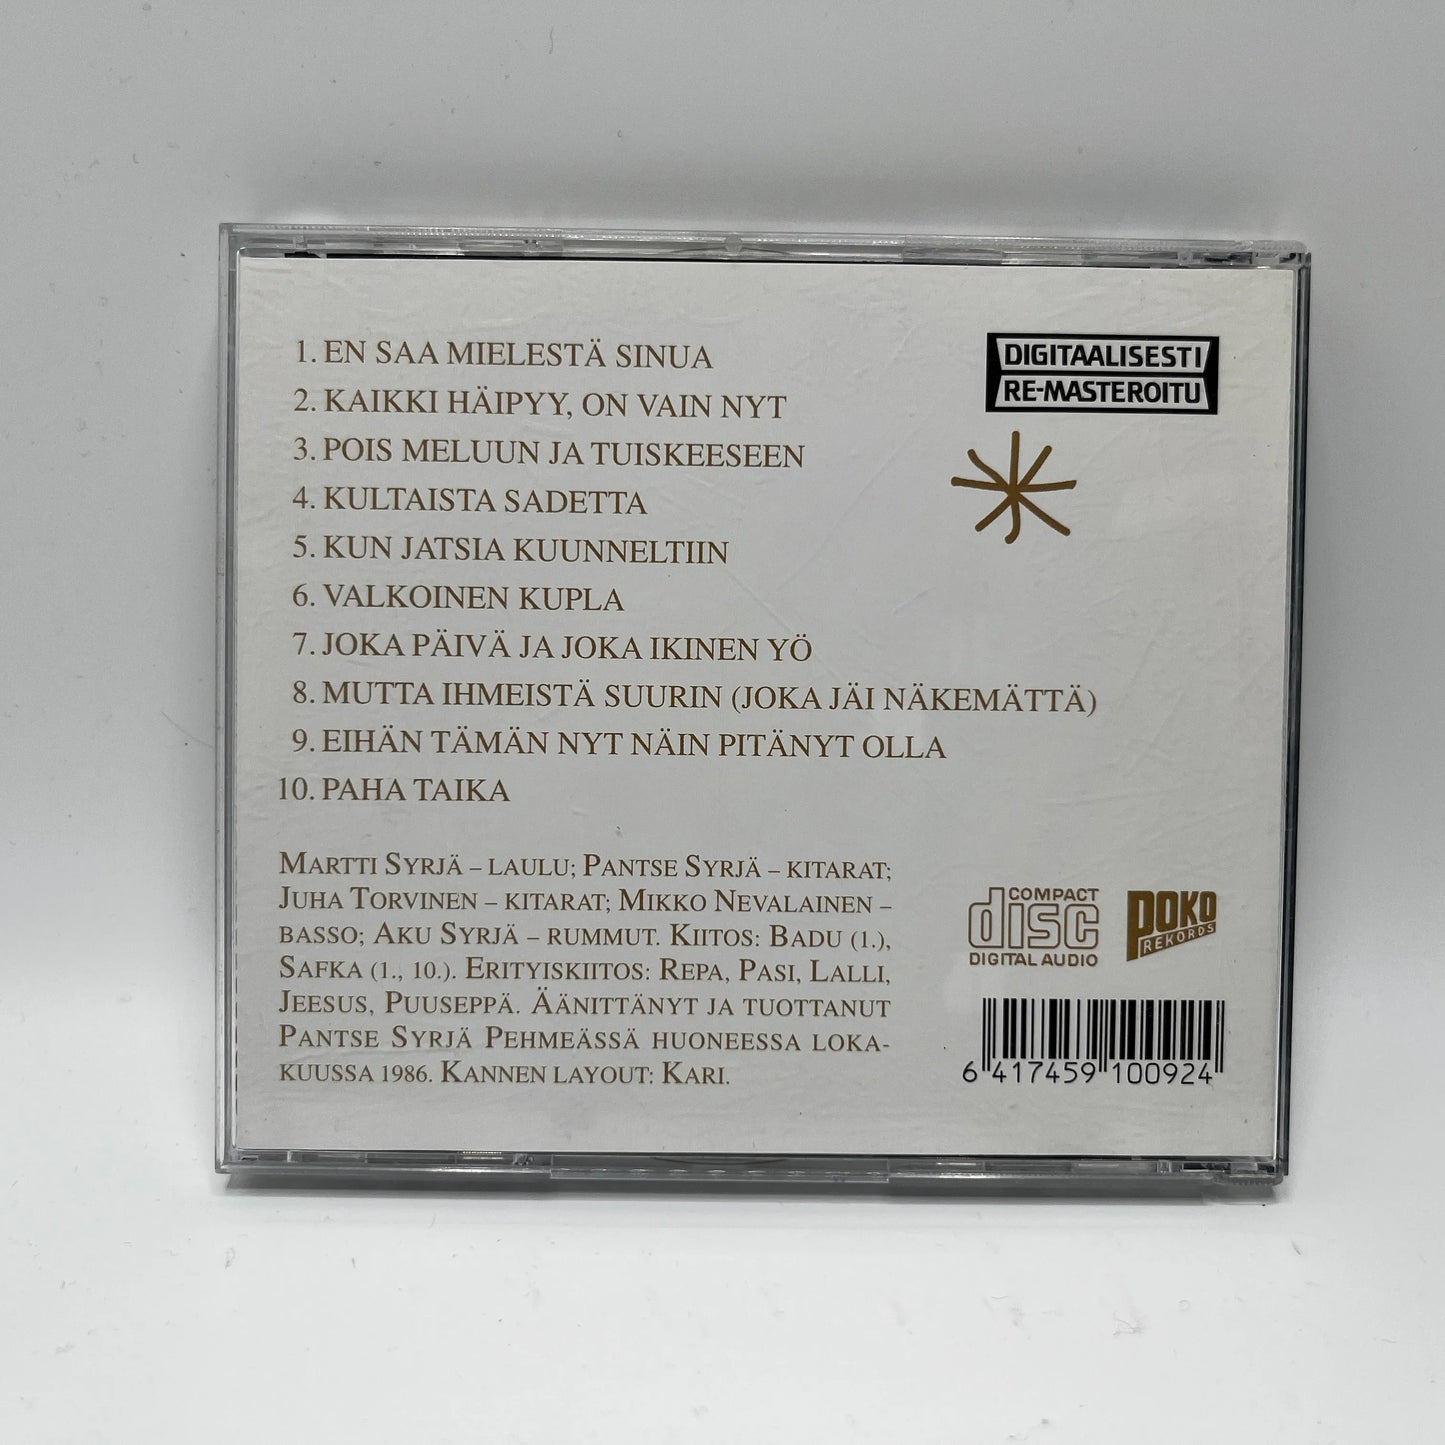 1. EN SAA MIELESTÄ SINUA
2. KAIKKI HÄIPYY, ON VAIN NYT
3. POIS MELUUN JA TUISKEESEEN
4. KULTAISTA SADETTA
5. KUN JATSIA KUUNNELTIIN
6. VALKOINEN KUPLA
7. JOKA PÄIVÄ JA JOKA IKINEN YÖ
8. MUTTA IHMEISTÄ SUURIN (JOKA JÄI NÄKEMÄTTÄ)
9. EIHÄN TÄMÄN NYT NÄIN PITÄNYT OLLA
10. PAHA TAIKA
DIGITAALISESTI
RE-MASTEROITU
MARTTI SYRJÄ – LAULU; PANTSE SYRJÄ – KITARAT;
JUHA TORVINEN – KITARAT; MIKKO NEVALAINEN –
BASSO; AKU SYRJÄ – RUMMUT. KIITOS: BADU (1.),
SAFKA (1., 10.). ERITYISKIITOS: REPA, PASI, LALLI,
JEESUS, PUUSEPPÄ. ÄÄNITTÄNYT JA TUOTTANUT
PANTSE SYRJÄ PEHMEÄSSÄ HUONEESSA LOKA-
KUUSSA 1986. KANNEN LAYOUT: KARI.
COMPACT
disc
DIGITAL AUDIO
POKO
REKORDS
6 417459 100924